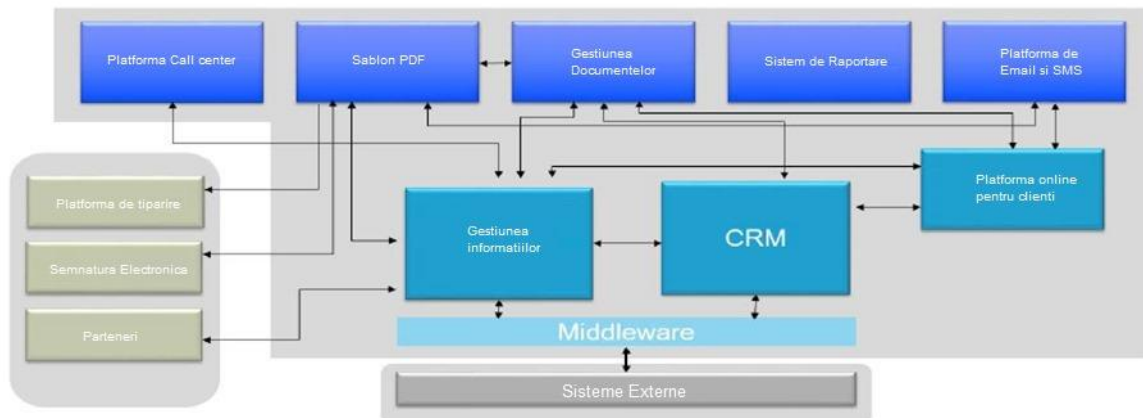 Platforma Call center
Sablon PDF
Gestiunea
Documentelor
Sistem de Raportare
Platforma de
Email si SMS
Platforma de tiparire
Semnatura Electronica
Parteneri
Gestiunea
informatiilor
CRM
Platforma online
pentru clienti
Middleware
Sisteme Externe